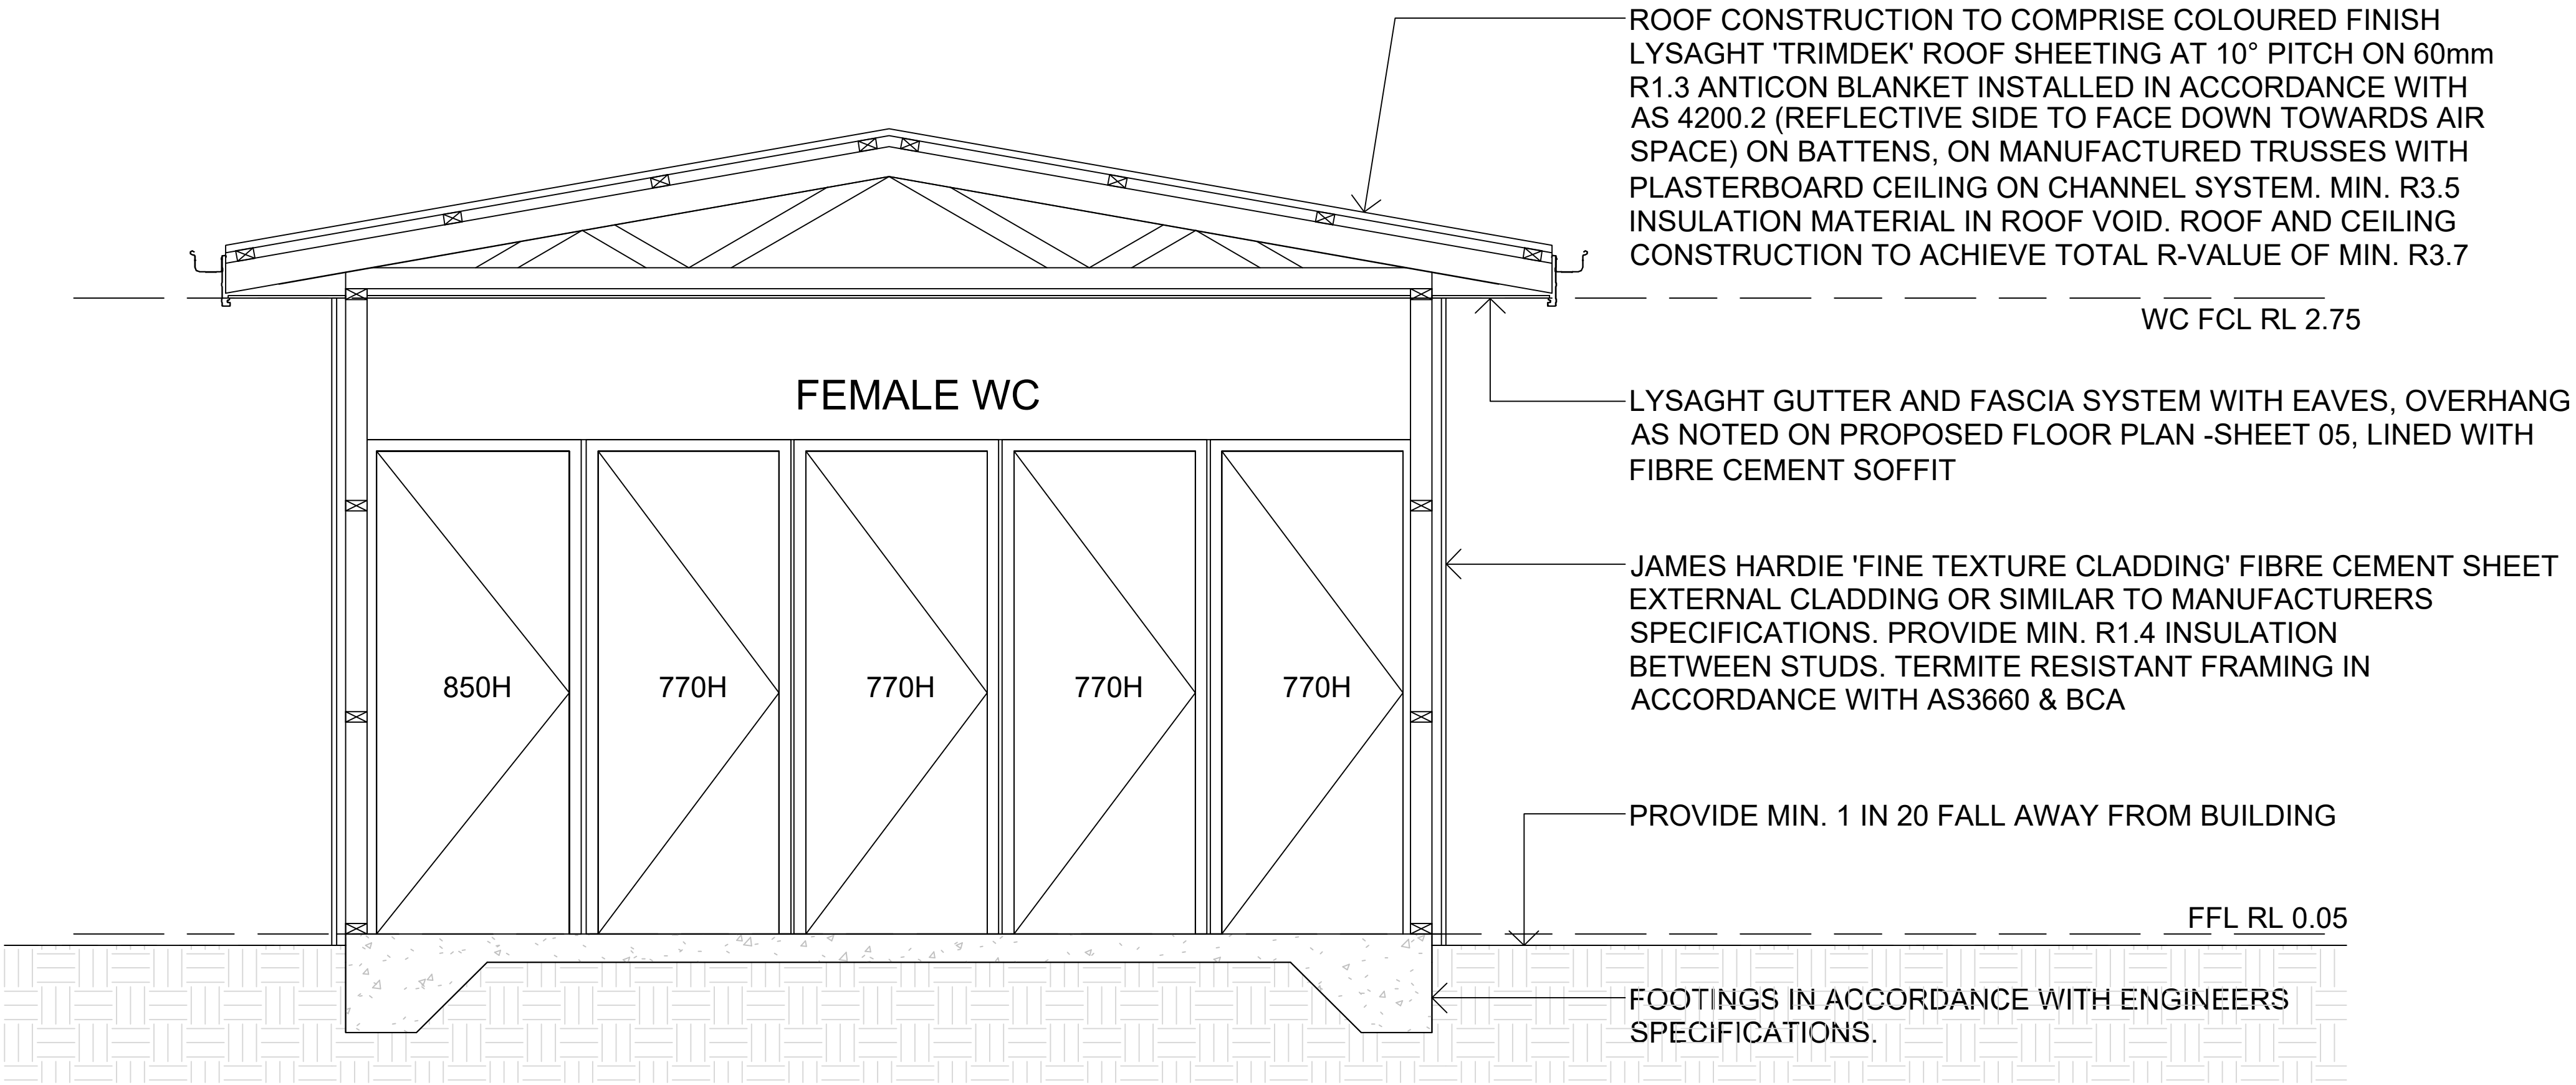 ROOF CONSTRUCTION TO COMPRISE COLOURED FINISH
LYSAGHT 'TRIMDEK' ROOF SHEETING AT 10° PITCH ON 60mm
R1.3 ANTICON BLANKET INSTALLED IN ACCORDANCE WITH
AS 4200.2 (REFLECTIVE SIDE TO FACE DOWN TOWARDS AIR
SPACE) ON BATTENS, ON MANUFACTURED TRUSSES WITH
PLASTERBOARD CEILING ON CHANNEL SYSTEM. MIN. R3.5
INSULATION MATERIAL IN ROOF VOID. ROOF AND CEILING
CONSTRUCTION TO ACHIEVE TOTAL R-VALUE OF MIN. R3.7
WC FCL RL 2.75
FEMALE WC
LYSAGHT GUTTER AND FASCIA SYSTEM WITH EAVES, OVERHANG
AS NOTED ON PROPOSED FLOOR PLAN -SHEET 05, LINED WITH
FIBRE CEMENT SOFFIT
JAMES HARDIE 'FINE TEXTURE CLADDING' FIBRE CEMENT SHEET
EXTERNAL CLADDING OR SIMILAR TO MANUFACTURERS
SPECIFICATIONS. PROVIDE MIN. R1.4 INSULATION
BETWEEN STUDS. TERMITE RESISTANT FRAMING IN
ACCORDANCE WITH AS3660 & BCA
850H 770H 770H 770H 770H
PROVIDE MIN. 1 IN 20 FALL AWAY FROM BUILDING
FFL RL 0.05
FOOTINGS IN ACCORDANCE WITH ENGINEERS
SPECIFICATIONS.